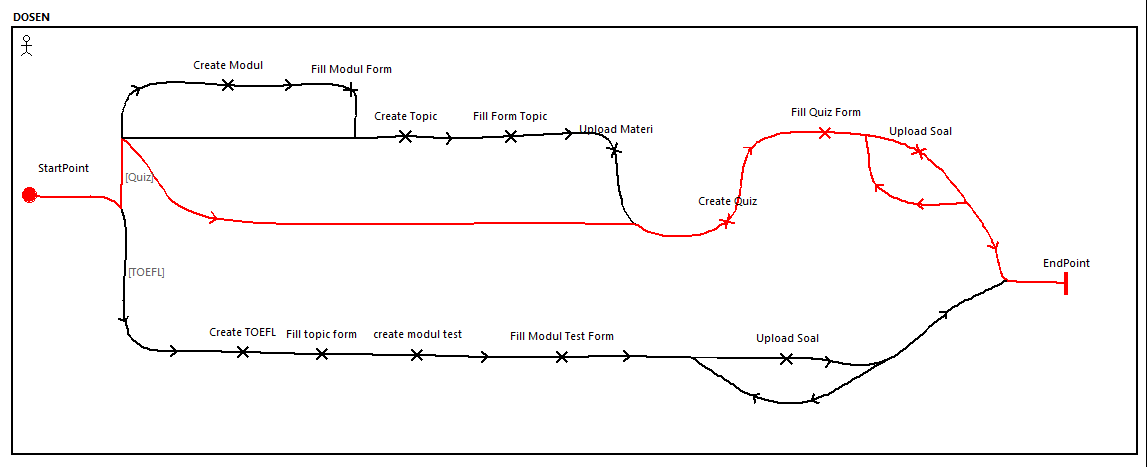 DOSEN
Create Modul
Fill Modul Form
Create Topic
Fill Form Topic
Upload Materi
Fill Quiz Form
Upload Soal
StartPoint
[Quiz]
Create Quiz
[TOEFL]
EndPoint
Create TOEFL
Fill topic form
create modul test
Fill Modul Test Form
Upload Soal